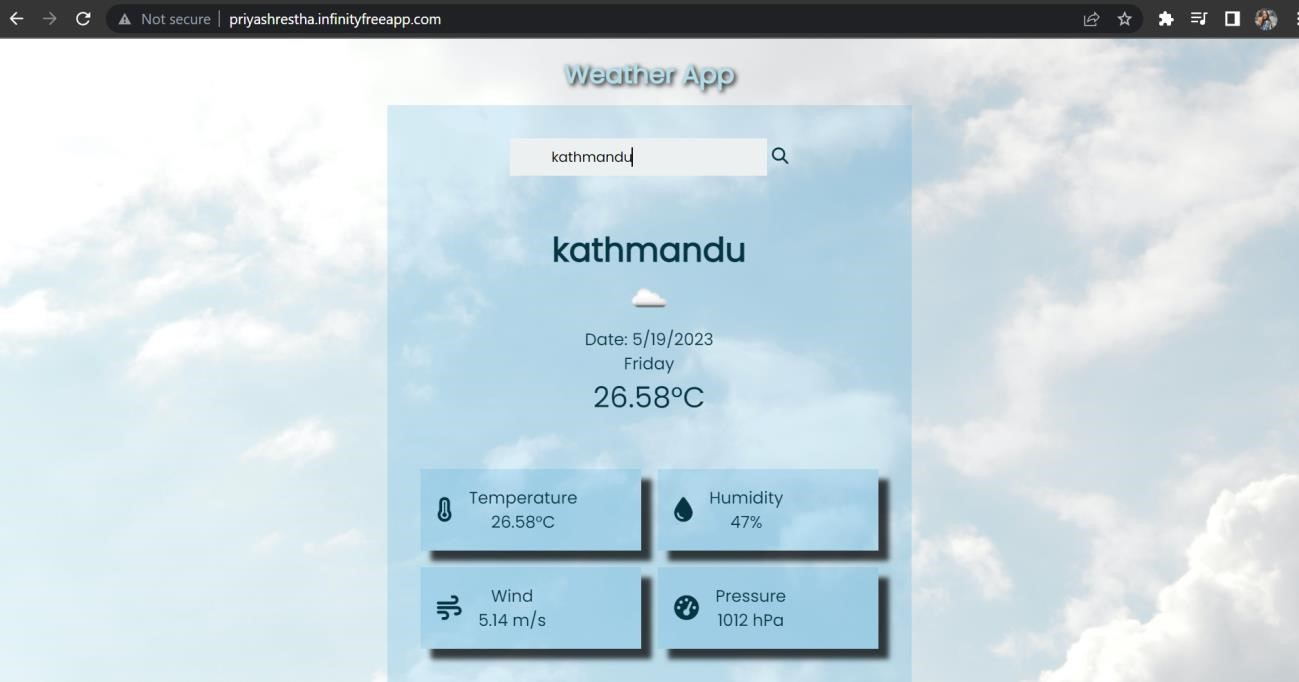 Not secure priyashrestha.infinityfreeapp.com
Weather App
kathmandu
kathmandu
Date: 5/19/2023
Friday
26.58°C
Temperature
26.58°C
Humidity
47%
Wind
5.14 m/s
Pressure
1012 hPa